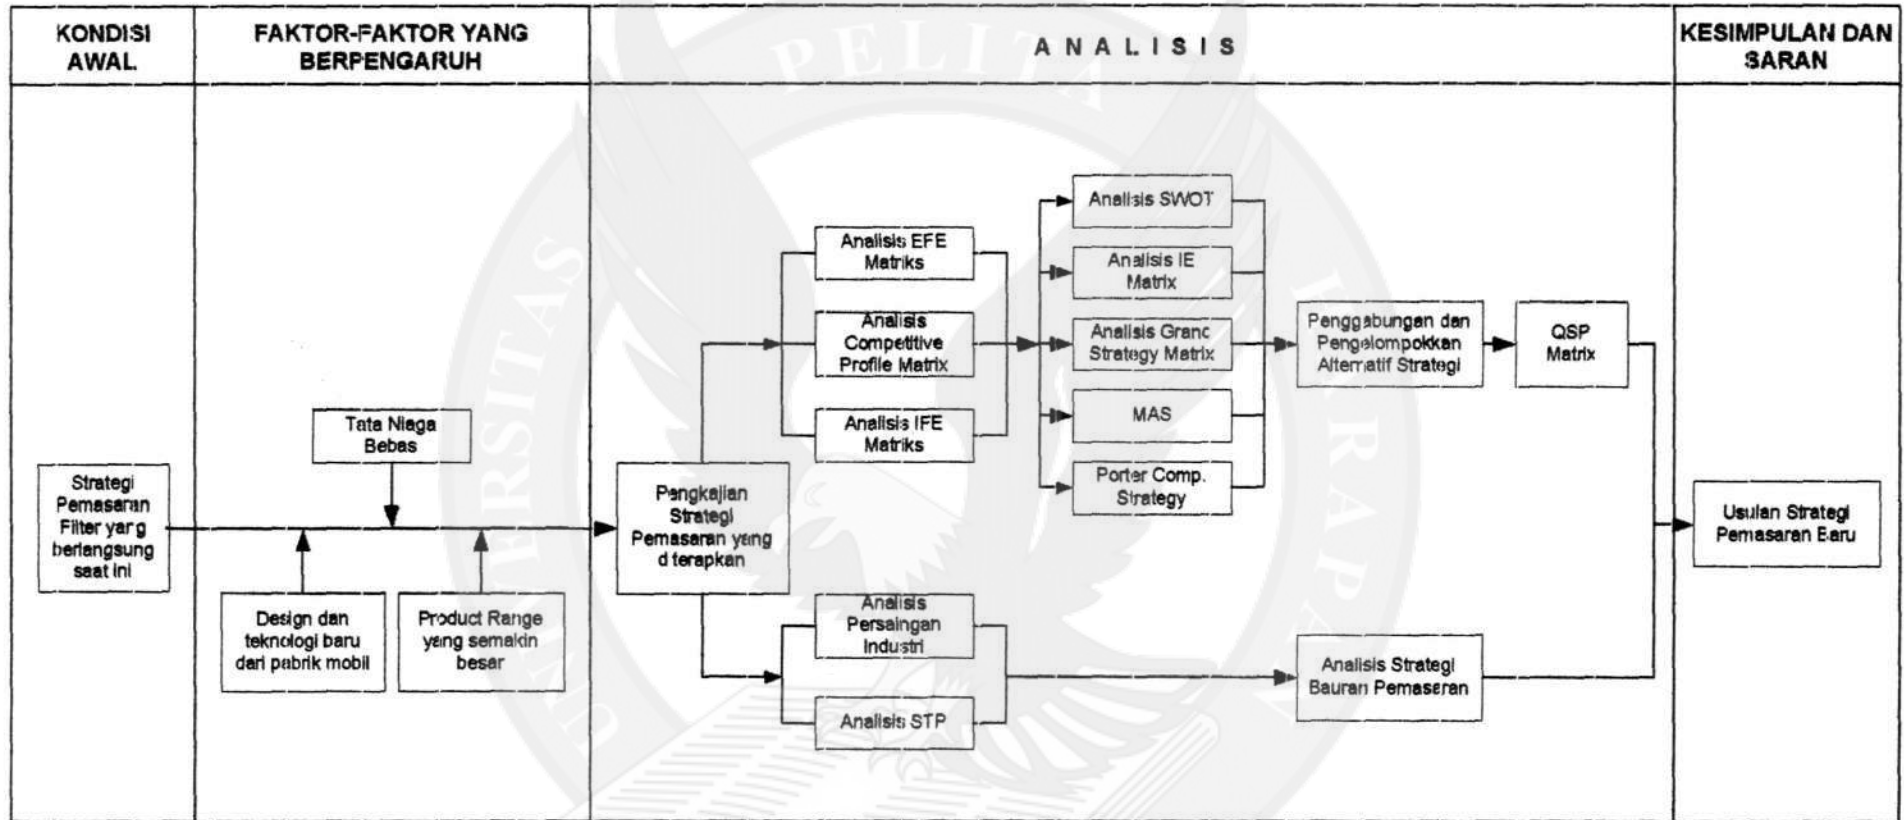 KONDISI
AWAL
FAKTOR-FAKTOR YANG
BERPENGARUH
A N A L I S I S
KESIMPULAN DAN
SARAN
Strategi
Pemasaran
Filter yang
berlangsung
saat ini
Tata Niaga
Bebas
Design dan
teknologi baru
dari pabrik mobil
Product Range
yang semakin
besar
Pengkajian
Strategi
Pemasaran yang
diterapkan
Analisis EFE
Matriks
Analisis
Competitive
Profile Matrix
Analisis IFE
Matriks
Analisis SWOT
Analisis IE
Matrix
Analisis Grand
Strategy Matrix
MAS
Porter Comp.
Strategy
Penggabungan dan
Pengelompokkan
Alternatif Strategi
QSP
Matrix
Analisis
Persaingan
Industri
Analisis STP
Analisis Strategi
Bauran Pemasaran
Usulan Strategi
Pemasaran Baru
UNIVERSITAS PELITA HARAPAN